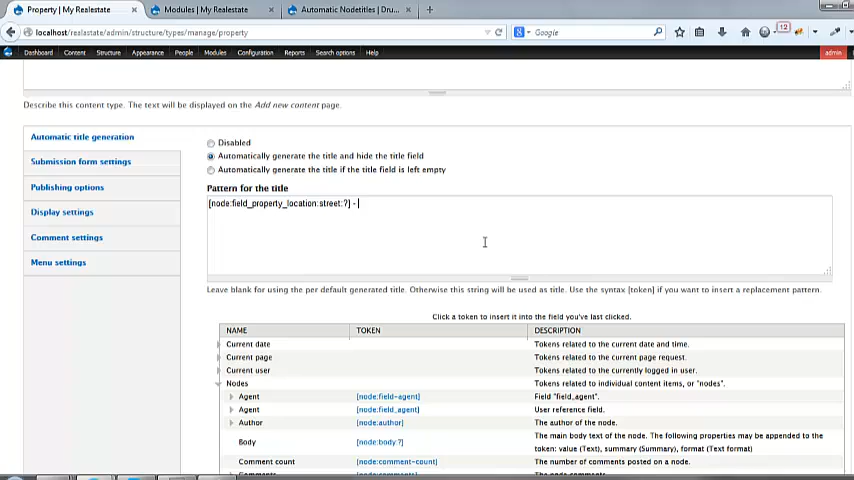 Property | My Realestate
Modules | My Realestate
Automatic Nodetitles | Dru...
localhost/realstate/admin/structure/types/manage/property
Google
12
Dashboard Content Structure Appearance People Modules Configuration Reports Search options Help
admin
Describe this content type. The text will be displayed on the Add new content page.
Automatic title generation
Submission form settings
Publishing options
Display settings
Comment settings
Menu settings
Disabled
Automatically generate the title and hide the title field
Automatically generate the title if the title field is left empty
Pattern for the title
[node:field_property_location:street:?] -
Leave blank for using the per default generated title. Otherwise this string will be used as title. Use the syntax [token] if you want to insert a replacement pattern.
Click a token to insert it into the field you've last clicked.
NAME TOKEN DESCRIPTION
Current date Tokens related to the current date and time.
Current page Tokens related to the current page request.
Current user Tokens related to the currently logged in user.
Nodes Tokens related to individual content items, or "nodes".
Agent [node:field-agent] Field "field_agent".
Agent [node:field_agent] User reference field.
Author [node:author] The author of the node.
Body [node:body:?] The main body text of the node. The following properties may be appended to the
token: value (Text), summary (Summary), format (Text format)
Comment count [node:comment-count] The number of comments posted on a node.